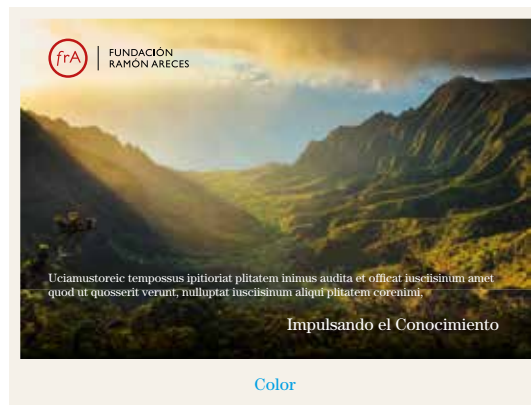 frA
FUNDACIÓN
RAMÓN ARECES
Uciamustoreic tempossus ipitioriat plitatem inimus audita et officat iusciisinum amet
quod ut quosserit verunt, nulluptat iusciisinum aliqui plitatem corenimi.
Impulsando el Conocimiento
Color